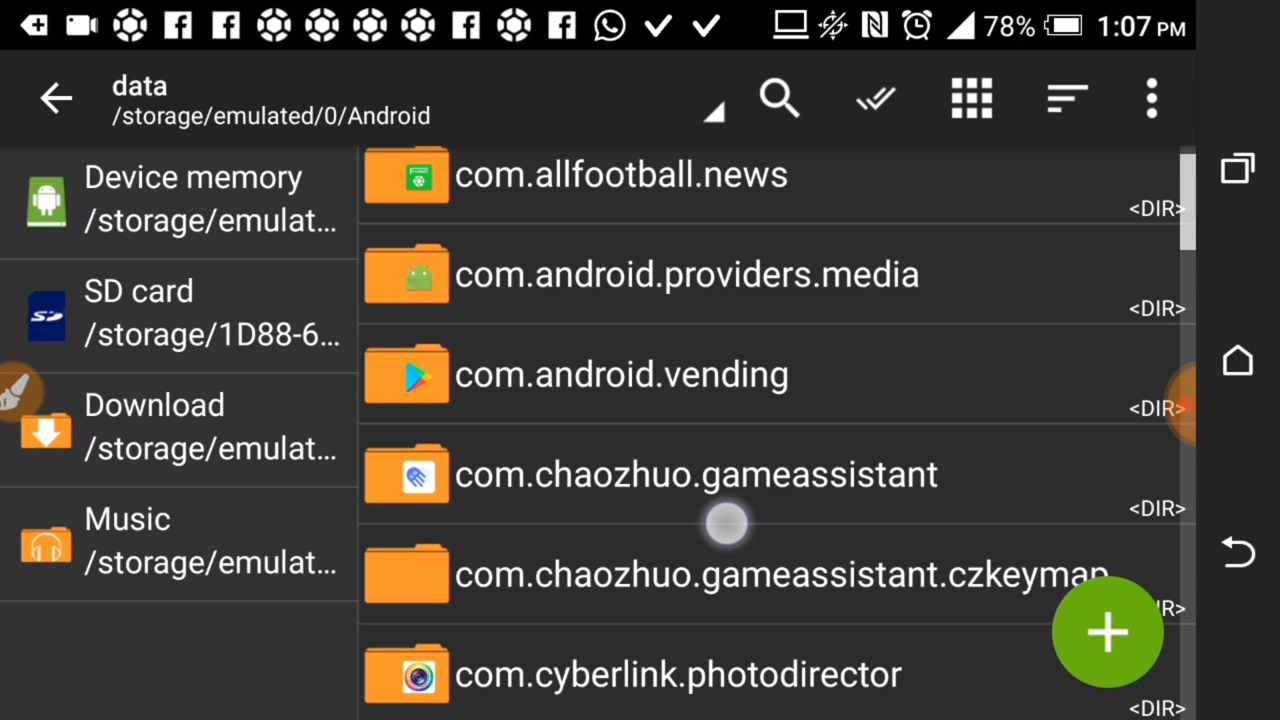 78% 1:07 PM
data
/storage/emulated/0/Android
Device memory
/storage/emulat...
SD card
/storage/1D88-6...
Download
/storage/emulat...
Music
/storage/emulat...
com.allfootball.news
<DIR>
com.android.providers.media
<DIR>
com.android.vending
<DIR>
com.chaozhuo.gameassistant
<DIR>
com.chaozhuo.gameassistant.czkeymap
IR>
com.cyberlink.photodirector
<DIR>